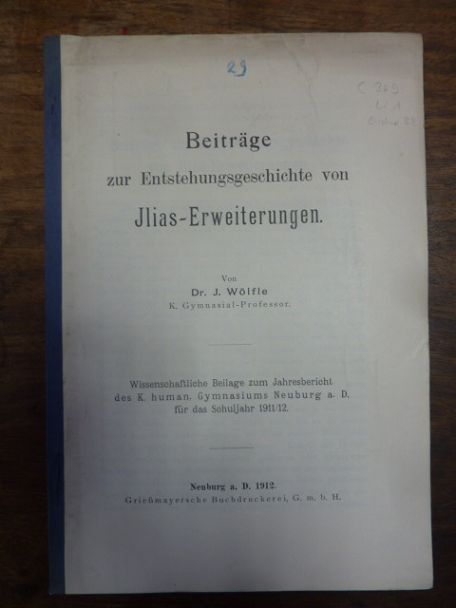 29
C 369
Beiträge
zur Entstehungsgeschichte von
Jlias-Erweiterungen.
Von
Dr. J. Wölfle
K. Gymnasial-Professor.
Wissenschaftliche Beilage zum Jahresbericht
des K. human. Gymnasiums Neuburg a. D.
für das Schuljahr 1911/12.
Neuburg a. D. 1912.
Grießmayersche Buchdruckerei, G. m. b. H.